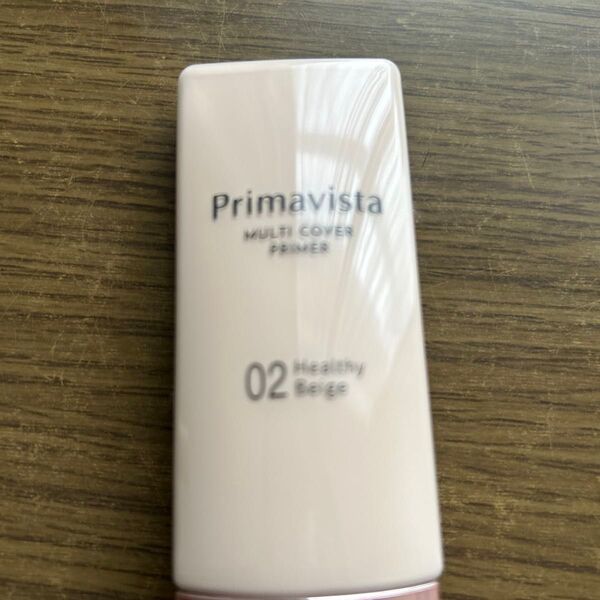 Primavista
MULTI COVER
PRIMER
02 Healthy
Beige